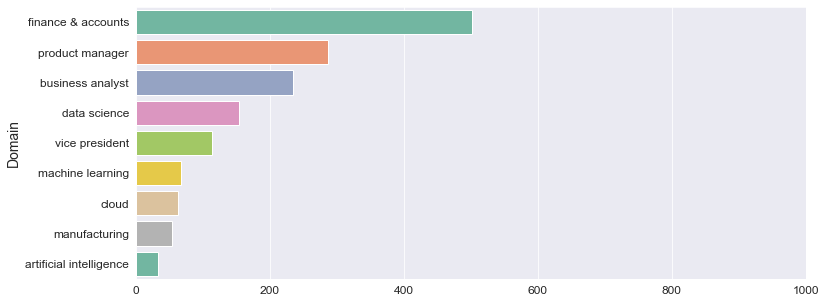 Domain
finance & accounts
product manager
business analyst
data science
vice president
machine learning
cloud
manufacturing
artificial intelligence
0 200 400 600 800 1000